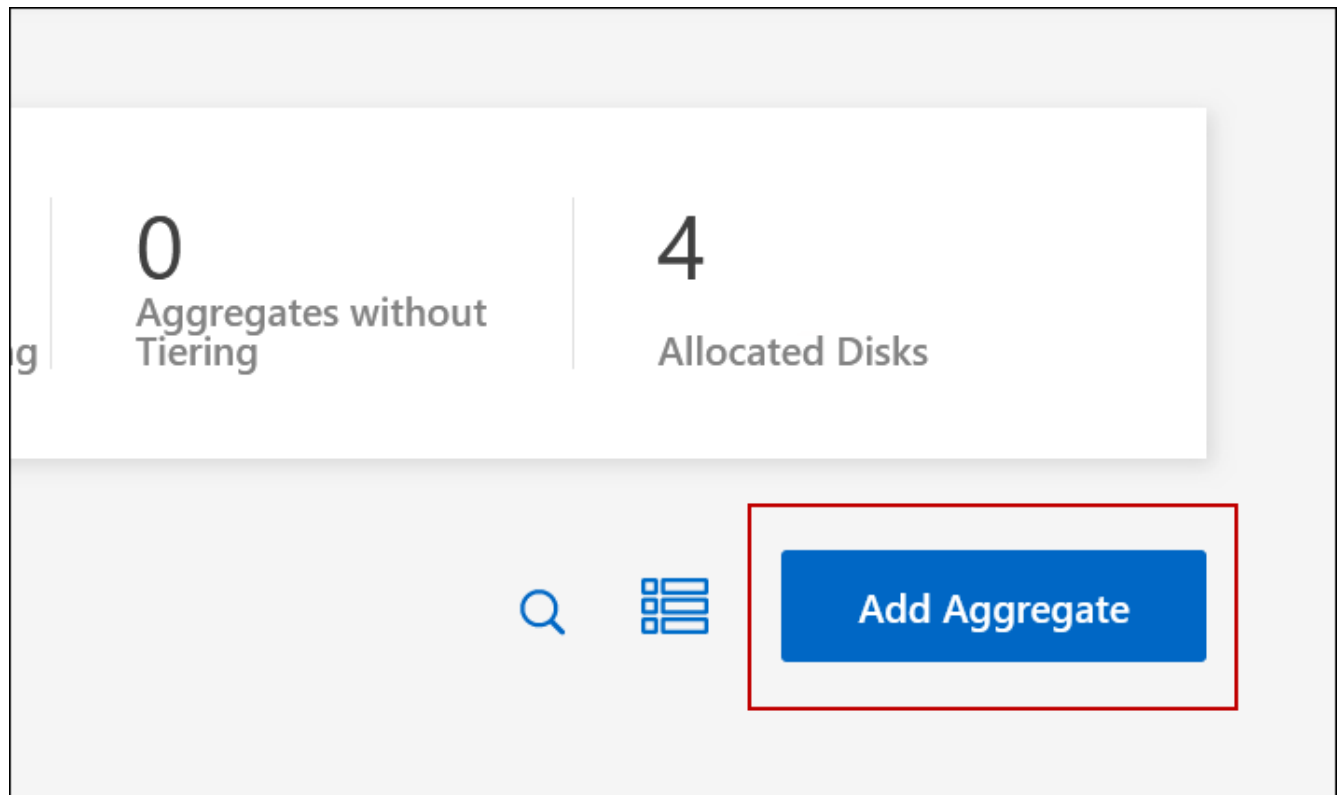 0
Aggregates without
Tiering
4
Allocated Disks
Add Aggregate